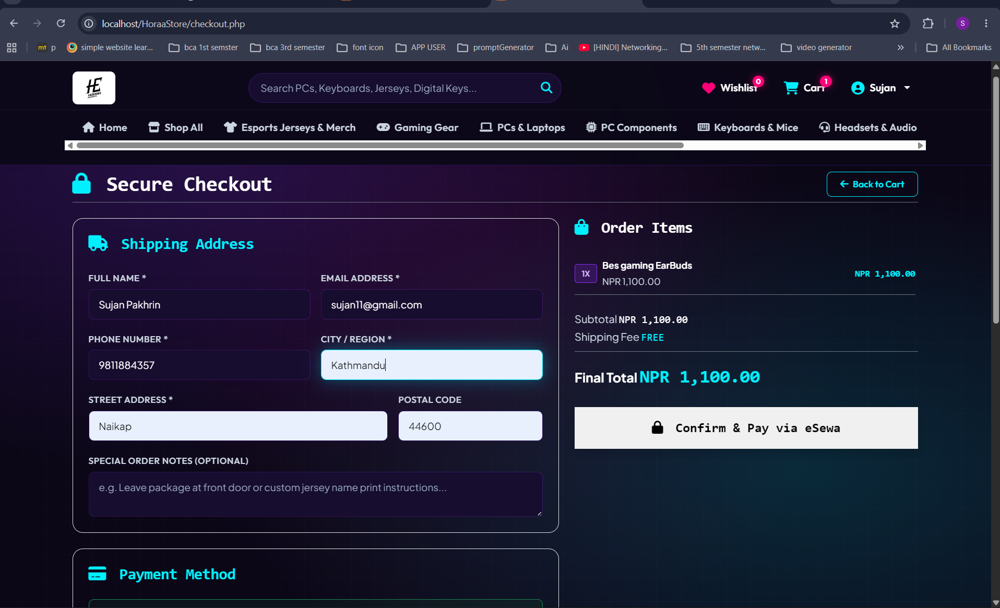 localhost/HoraaStore/checkout.php
S
mt p
simple website lear...
bca 1st semster
bca 3rd semester
font icon
APP USER
promptGenerator
Ai
[HINDI] Networking...
5th semester netw...
video generator
»
All Bookmarks
HE
HORAA
Search PCs, Keyboards, Jerseys, Digital Keys...
Wishlist 0
Cart 1
Sujan
Home
Shop All
Esports Jerseys & Merch
Gaming Gear
PCs & Laptops
PC Components
Keyboards & Mice
Headsets & Audio
Secure Checkout
Back to Cart
Shipping Address
FULL NAME *
EMAIL ADDRESS *
Sujan Pakhrin
sujan11@gmail.com
PHONE NUMBER *
CITY / REGION *
9811884357
Kathmandu
STREET ADDRESS *
POSTAL CODE
Naikap
44600
SPECIAL ORDER NOTES (OPTIONAL)
e.g. Leave package at front door or custom jersey name print instructions...
Payment Method
Order Items
1X
Bes gaming EarBuds
NPR 1,100.00
NPR 1,100.00
Subtotal NPR 1,100.00
Shipping Fee FREE
Final Total NPR 1,100.00
Confirm & Pay via eSewa